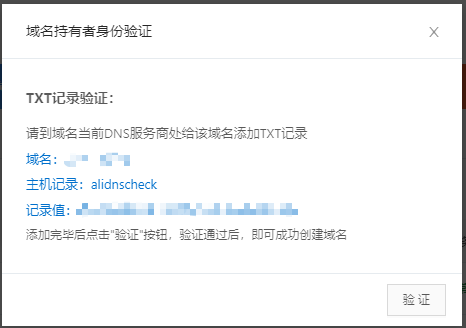 域名持有者身份验证
TXT记录验证：
请到域名当前DNS服务商处给该域名添加TXT记录
域名：
主机记录：alidnscheck
记录值：
添加完毕后点击"验证"按钮，验证通过后，即可成功创建域名
验 证